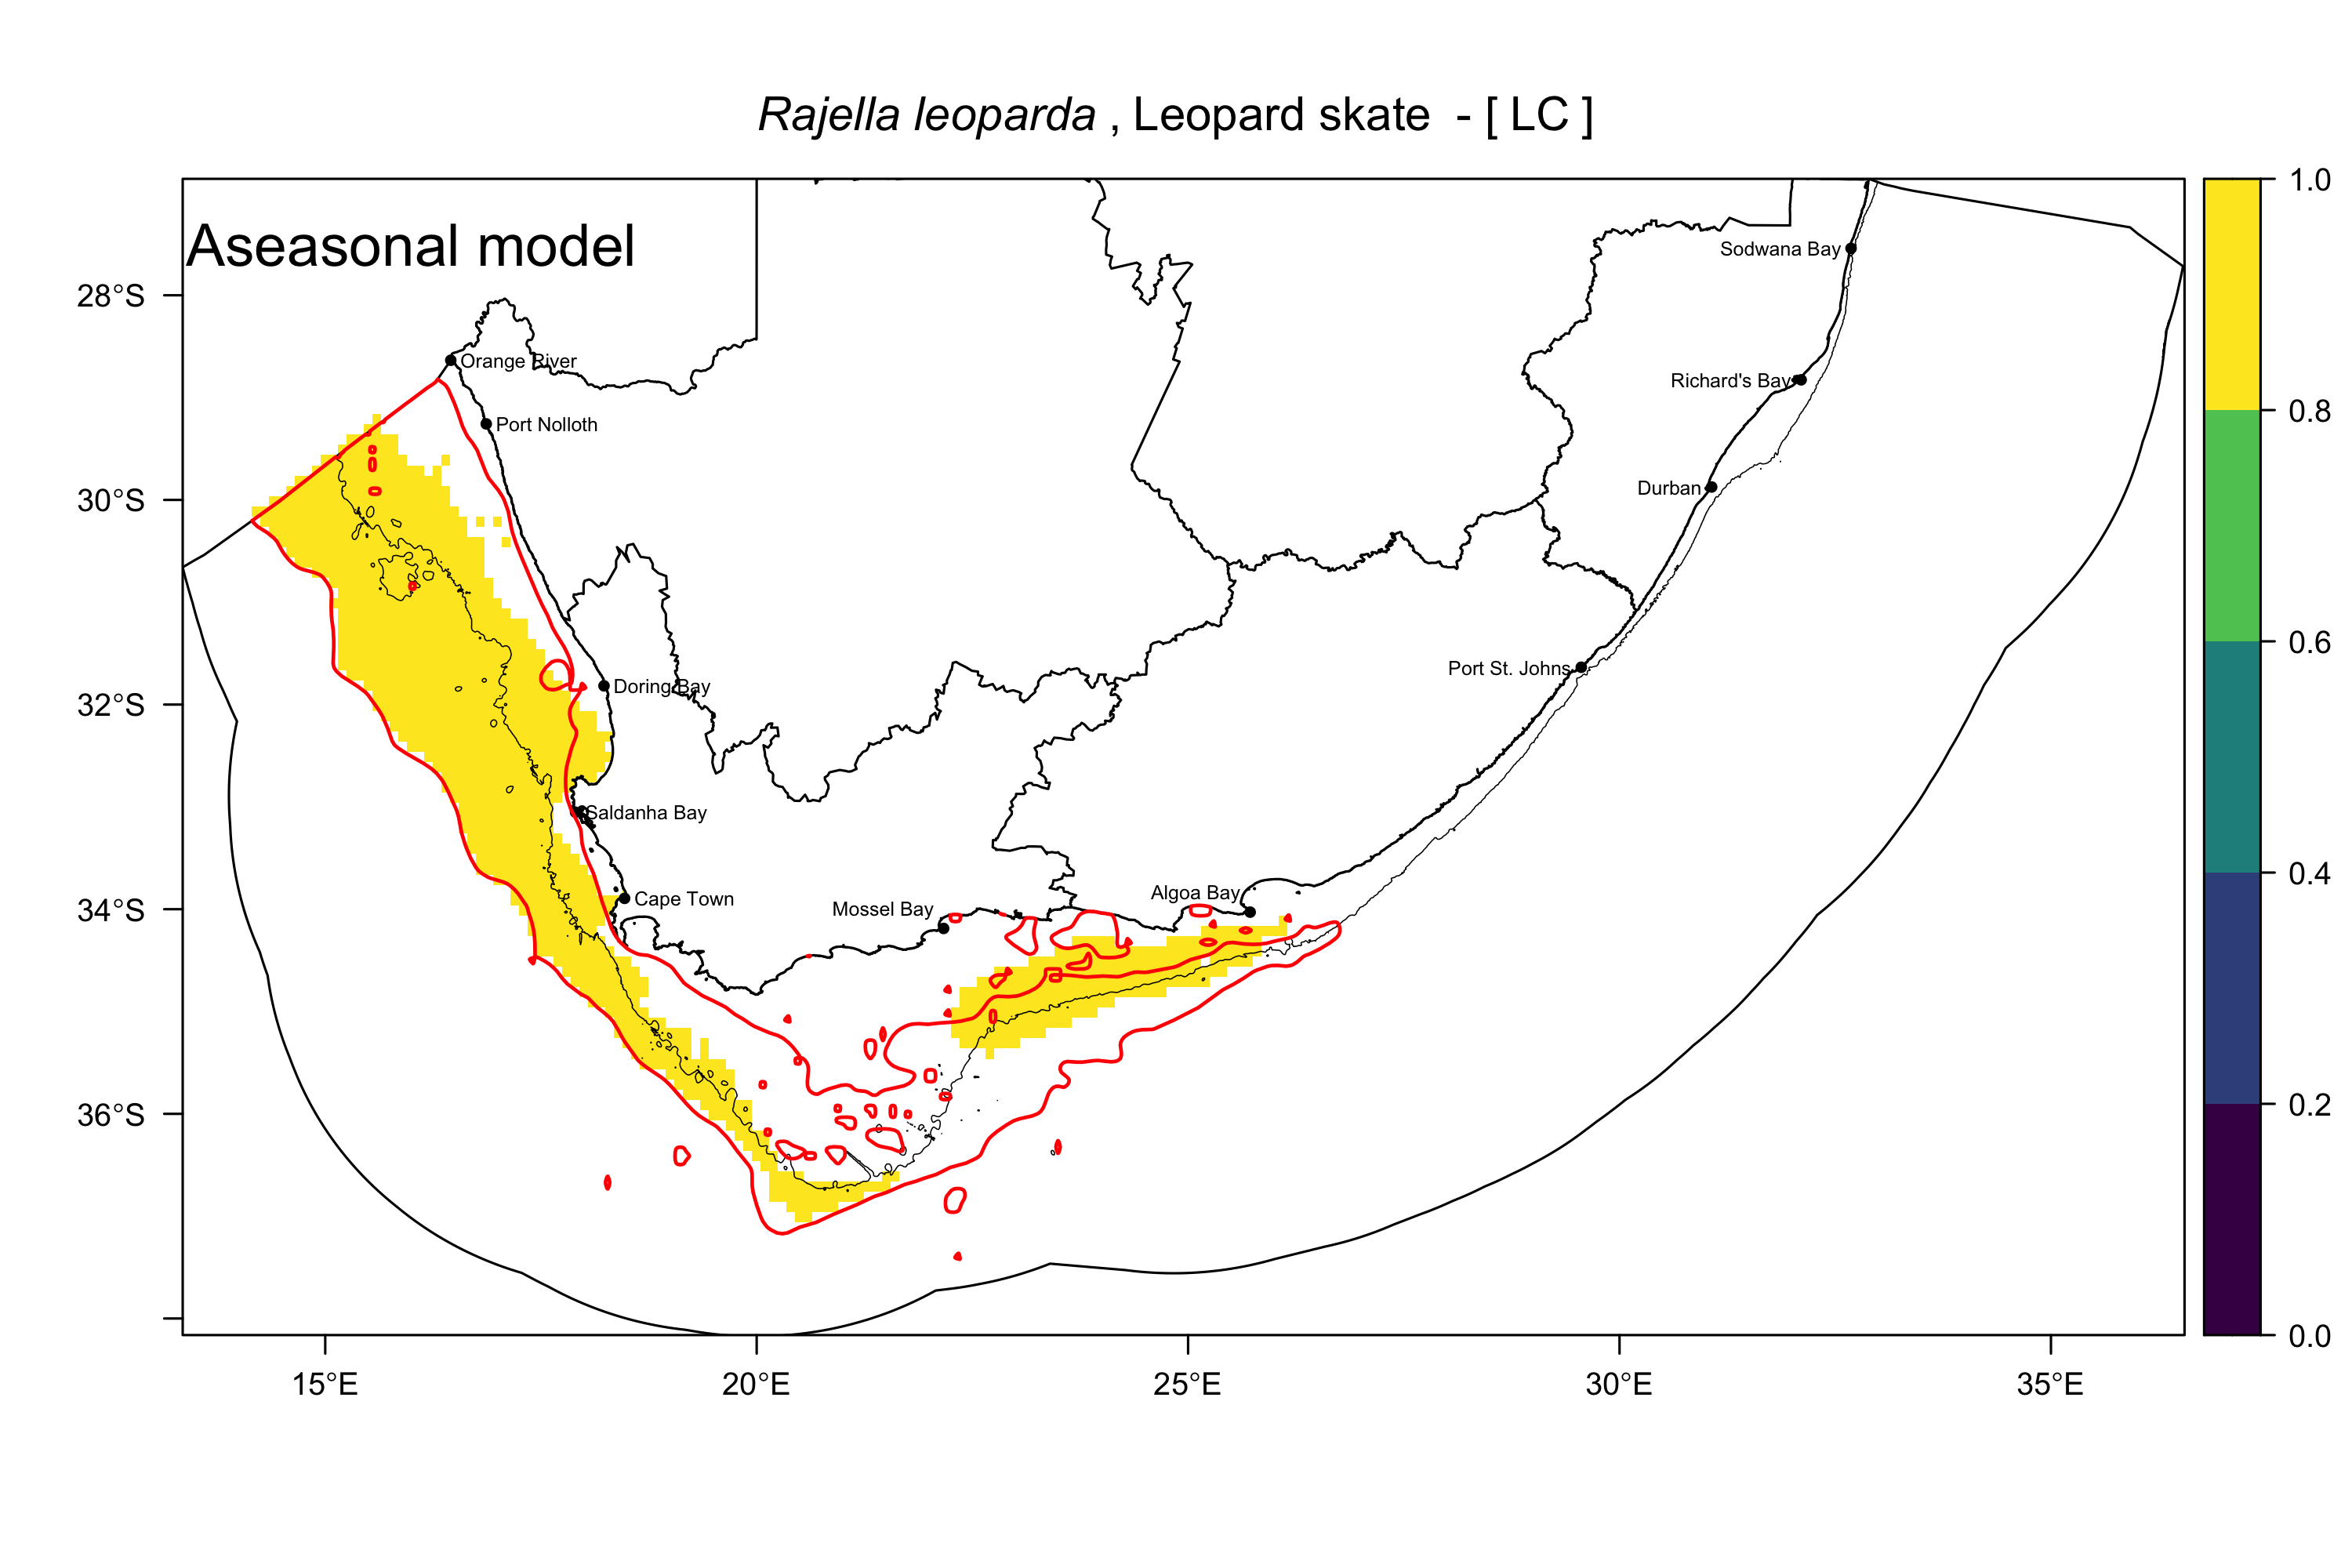 Rajella leoparda , Leopard skate - [ LC ]
Aseasonal model
1.0
0.8
0.6
0.4
0.2
0.0
28°S
30°S
32°S
34°S
36°S
15°E
20°E
25°E
30°E
35°E
Sodwana Bay
Orange River
Richard's Bay
Port Nolloth
Durban
Port St. Johns
Doring Bay
Saldanha Bay
Algoa Bay
Cape Town
Mossel Bay